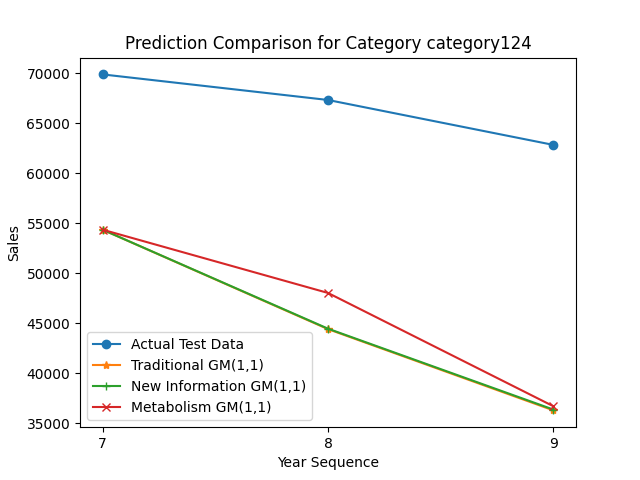 Prediction Comparison for Category category124
70000
65000
60000
55000
50000
45000
40000
35000
Sales
Actual Test Data
Traditional GM(1,1)
New Information GM(1,1)
Metabolism GM(1,1)
7
8
9
Year Sequence